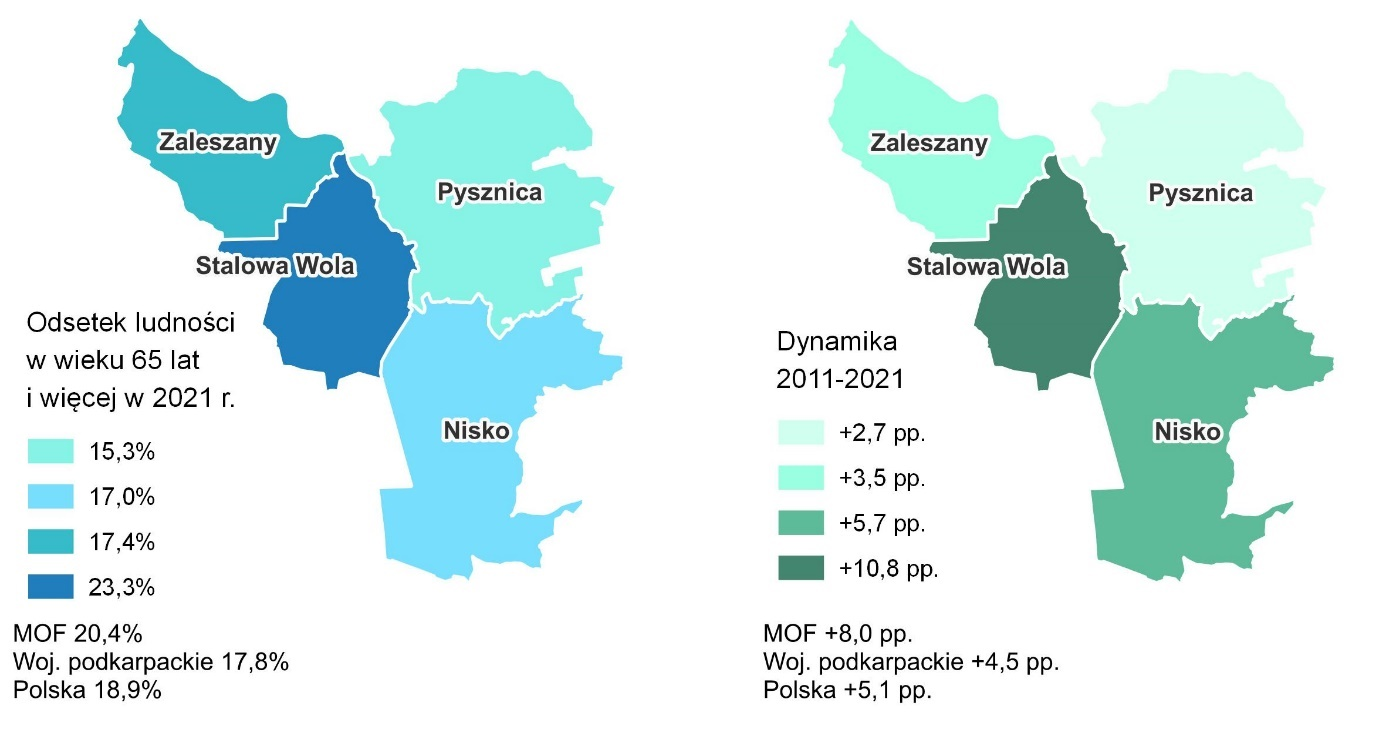 Zaleszany
Pysznica
Stalowa Wola
Nisko
Odsetek ludności
w wieku 65 lat
i więcej w 2021 r.
15,3%
17,0%
17,4%
23,3%
MOF 20,4%
Woj. podkarpackie 17,8%
Polska 18,9%
Zaleszany
Pysznica
Stalowa Wola
Nisko
Dynamika
2011-2021
+2,7 pp.
+3,5 pp.
+5,7 pp.
+10,8 pp.
MOF +8,0 pp.
Woj. podkarpackie +4,5 pp.
Polska +5,1 pp.